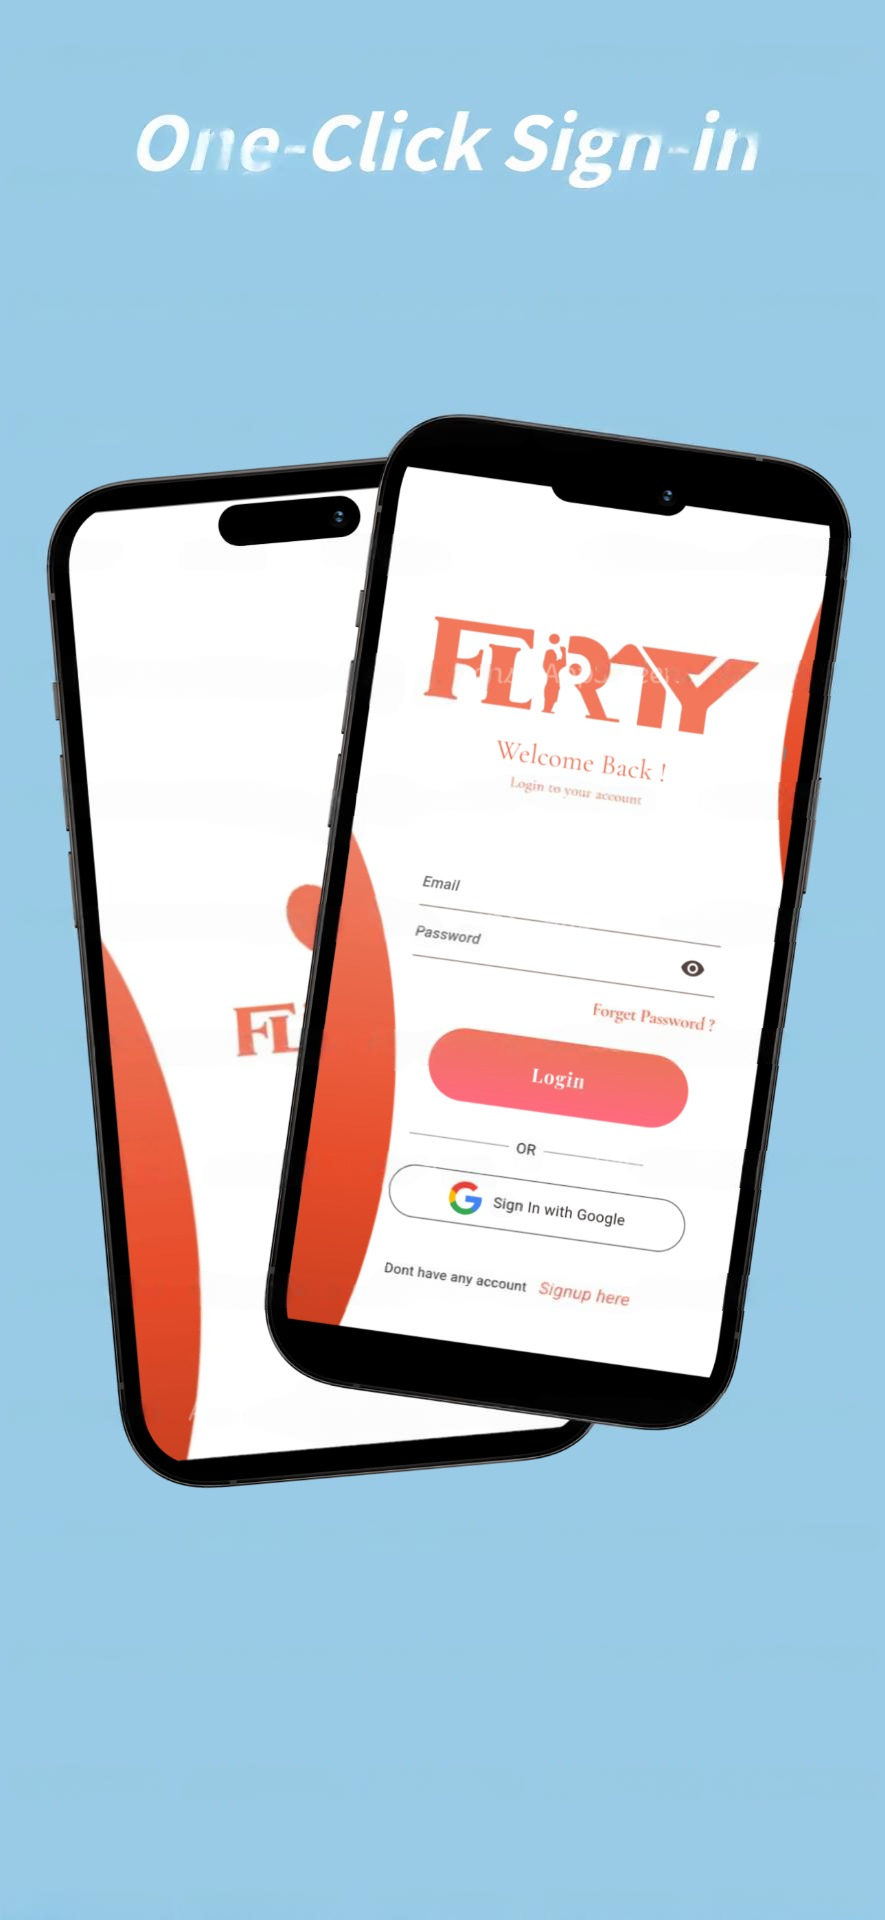 One-Click Sign-in
FLiRTY
Welcome Back !
Login to your account
Email
Password
Forget Password ?
Login
OR
Sign In with Google
Dont have any account Signup here
FL